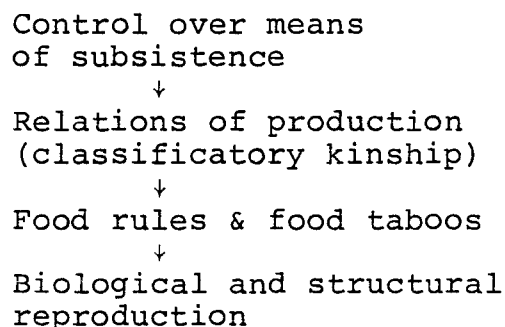 Control over means
of subsistence
↓
Relations of production
(classificatory kinship)
↓
Food rules & food taboos
↓
Biological and structural
reproduction